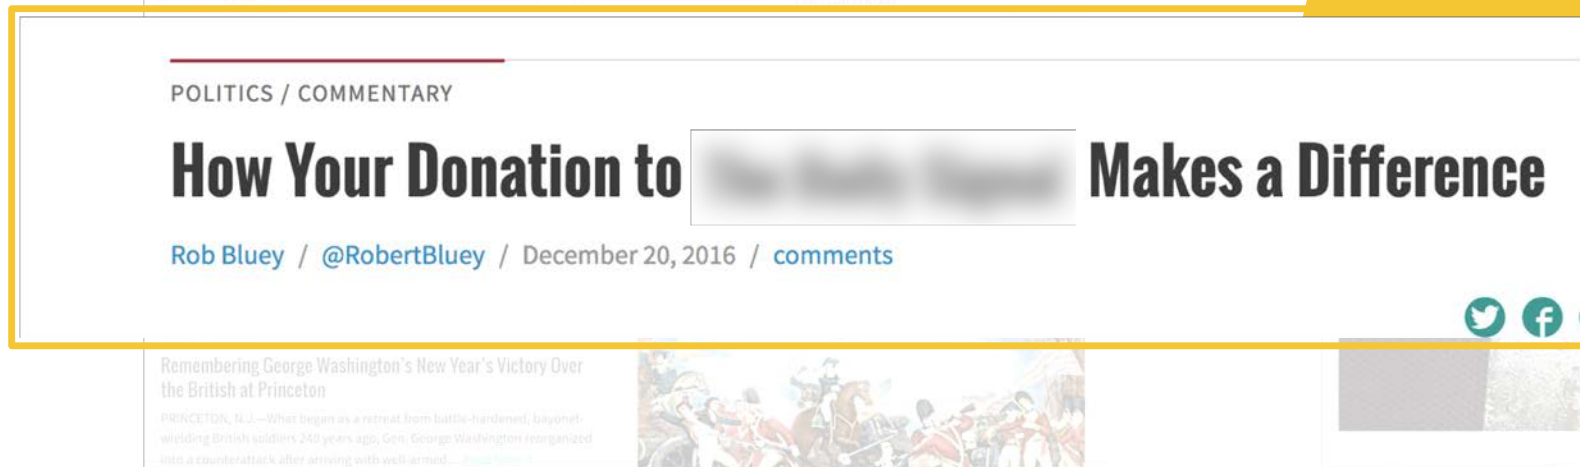 POLITICS / COMMENTARY
How Your Donation to Makes a Difference
Rob Bluey / @RobertBluey / December 20, 2016 / comments
Remembering George Washington's New Year's Victory Over
the British at Princeton
PRINCETON, N.J.—What began as a retreat from battle-hardened, bayonet-
wielding British soldiers 240 years ago, Gen. George Washington reorganized
into a counterattack after arriving with well-armed...